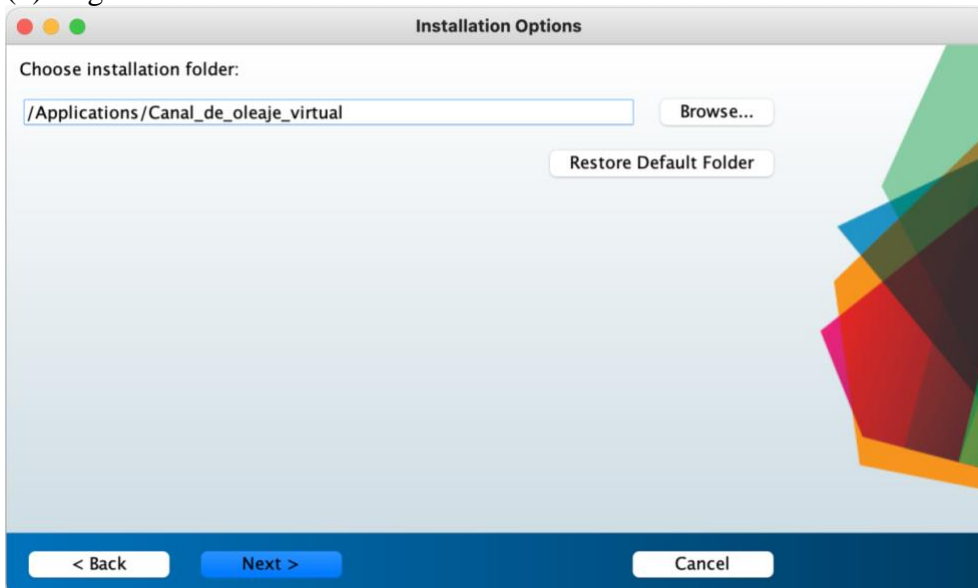 Installation Options
Choose installation folder:
/Applications/Canal_de_oleaje_virtual
Browse...
Restore Default Folder
< Back
Next >
Cancel